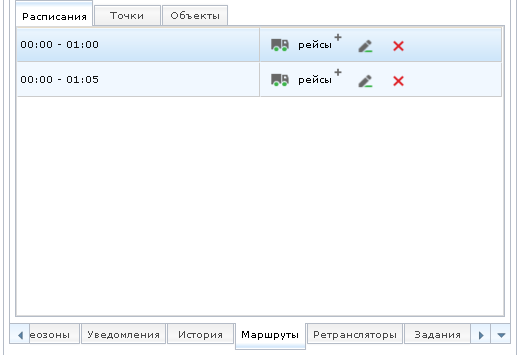 Расписания Точки Объекты
00:00 - 01:00 рейсы+
00:00 - 01:05 рейсы+
еозоны Уведомления История Маршруты Ретрансляторы Задания